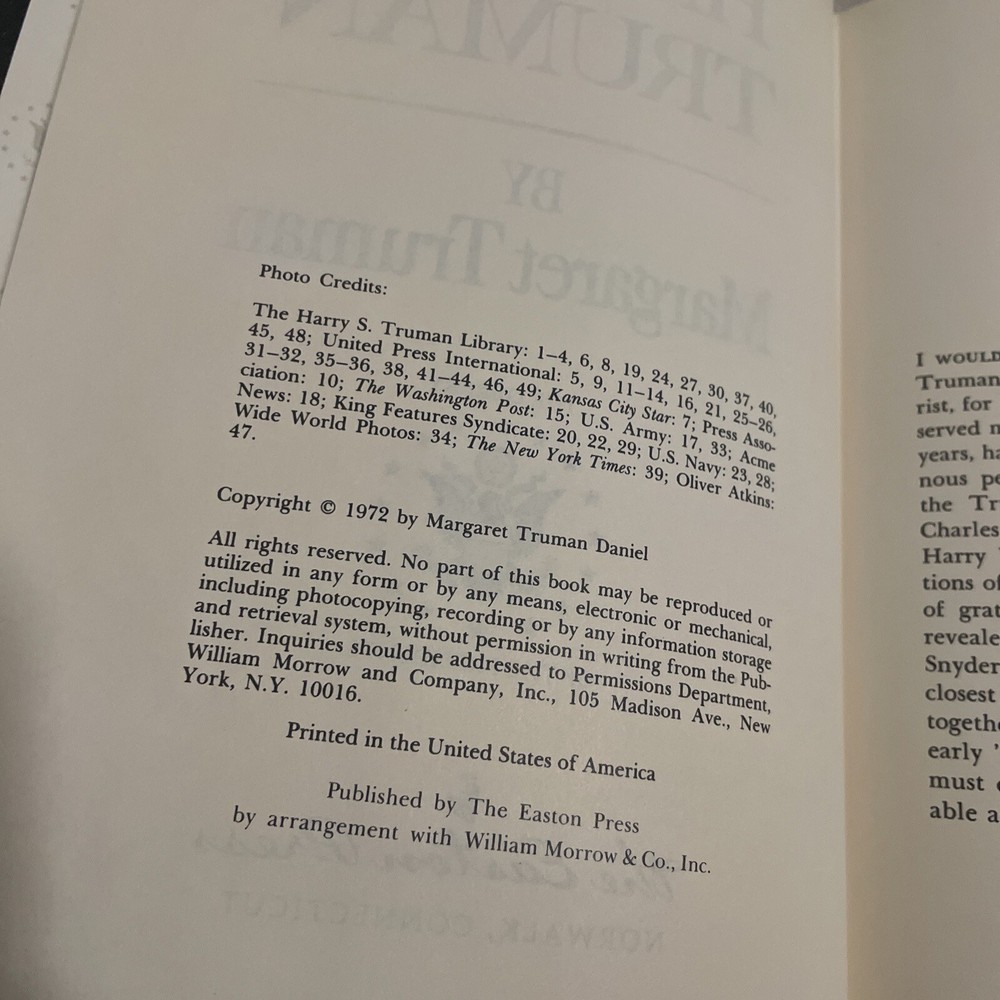 TRUMAN
BY
Margaret Truman
Photo Credits:
The Harry S. Truman Library: 1–4, 6, 8, 19, 24, 27, 30, 37, 40,
45, 48; United Press International: 5, 9, 11–14, 16, 21, 25–26,
31–32, 35–36, 38, 41–44, 46, 49; Kansas City Star: 7; Press Asso-
ciation: 10; The Washington Post: 15; U.S. Army: 17, 33; Acme
News: 18; King Features Syndicate: 20, 22, 29; U.S. Navy: 23, 28;
Wide World Photos: 34; The New York Times: 39; Oliver Atkins:
47.
Copyright © 1972 by Margaret Truman Daniel
All rights reserved. No part of this book may be reproduced or
utilized in any form or by any means, electronic or mechanical,
including photocopying, recording or by any information storage
and retrieval system, without permission in writing from the Pub-
lisher. Inquiries should be addressed to Permissions Department,
William Morrow and Company, Inc., 105 Madison Ave., New
York, N.Y. 10016.
Printed in the United States of America
Published by The Easton Press
by arrangement with William Morrow & Co., Inc.
The Easton Press
NORWALK, CONNECTICUT
I WOULD
Truman
rist, for
served
years,
nous
the
Charles
Harry
tions of
of
Snyder
closest
early
must
able a